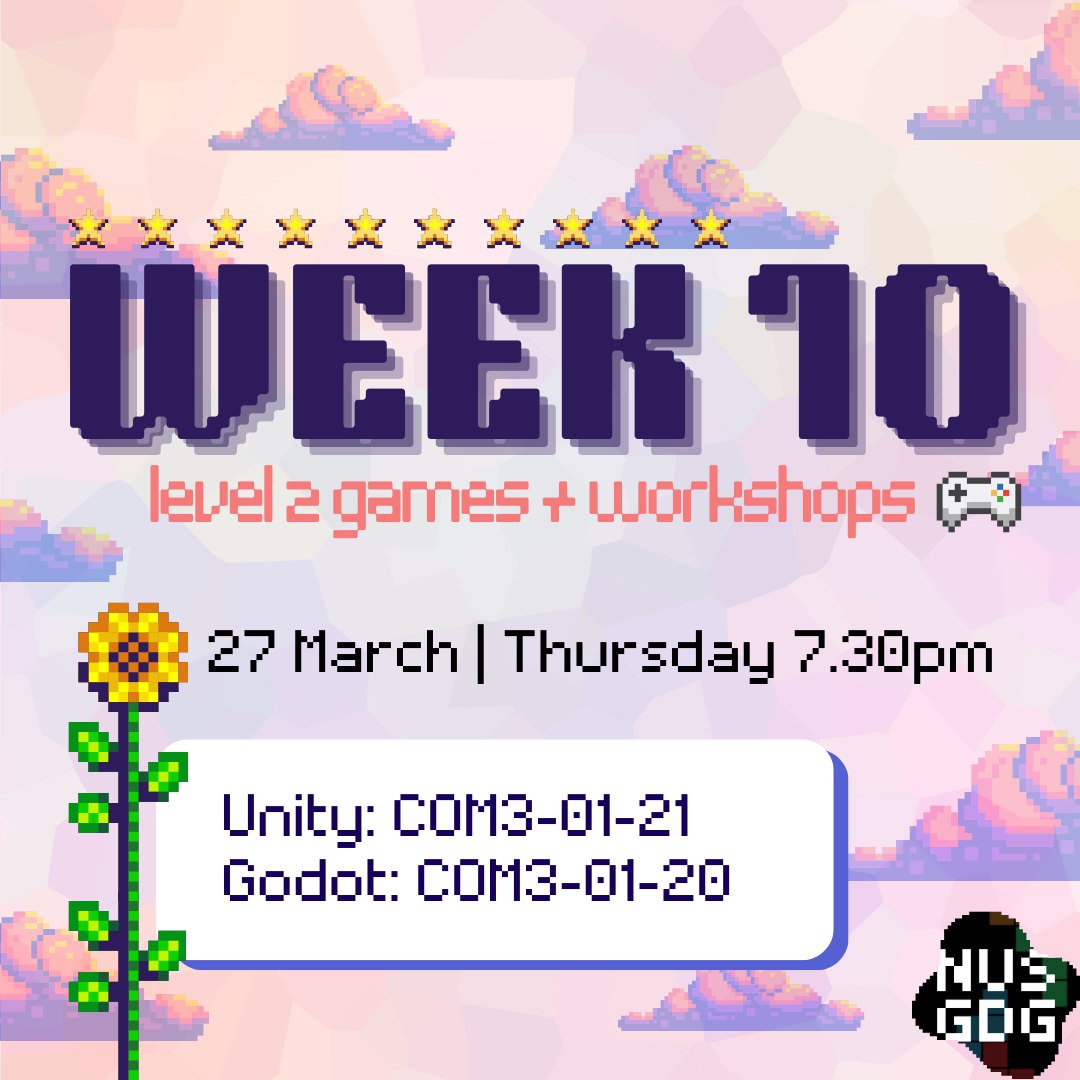 WEEK 10
level 2 games + workshops
27 March | Thursday 7.30pm
Unity: COM3-01-21
Godot: COM3-01-20
NUS
GDG